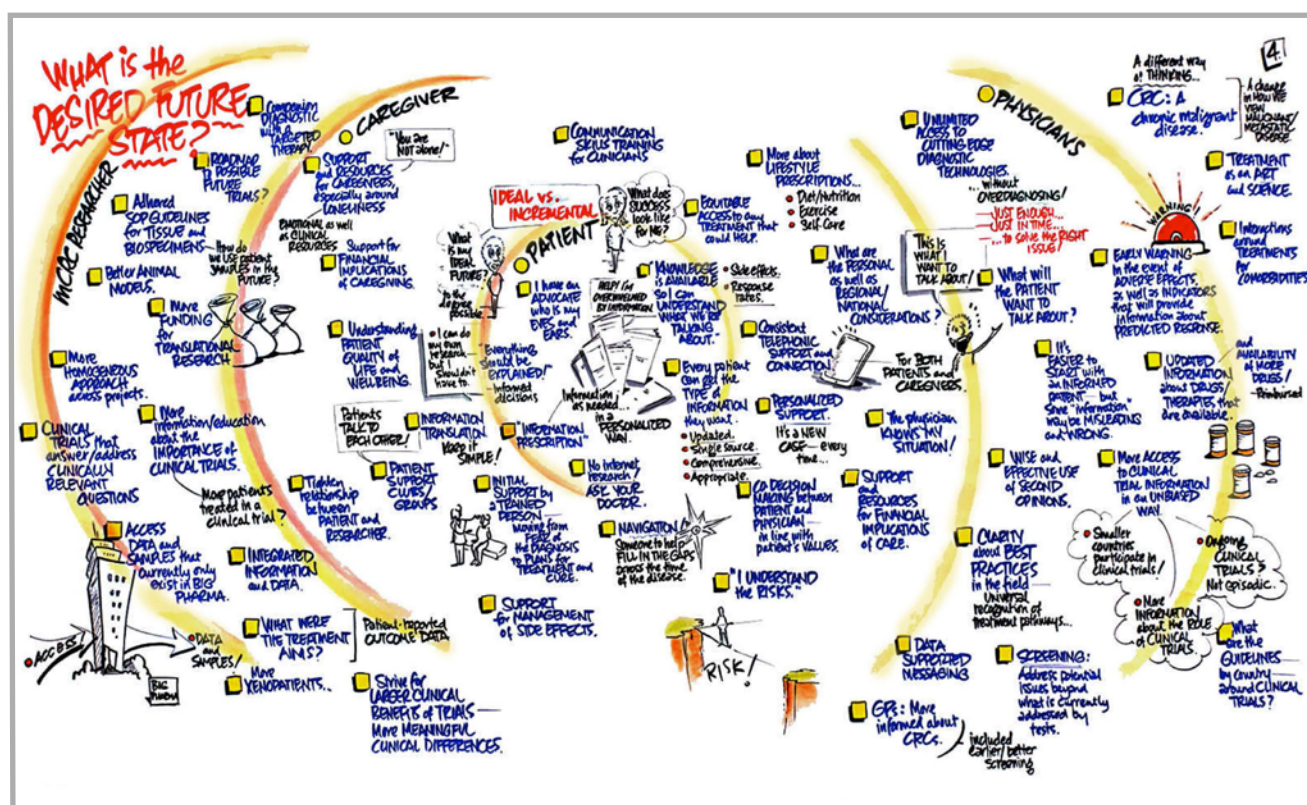 WHAT is the
DESIRED FUTURE
STATE?
MCRC RESEARCHER
COMPANION
DIAGNOSTIC
with a
TARGETED
THERAPY.
ROADMAP
to POSSIBLE
FUTURE
TRIALS?
Adhered
SOP GUIDELINES
for TISSUE and
BIOSPECIMENS
How do
we USE patient
SAMPLES in the
FUTURE?
Better ANIMAL
MODELS.
More
FUNDING for
TRANSLATIONAL
RESEARCH
More
HOMOGENEOUS
APPROACH
across projects.
More
information/education
about the
IMPORTANCE of
CLINICAL TRIALS.
More patients
treated in a
clinical trial?
CLINICAL
TRIALS that
answer/address
CLINICALLY
RELEVANT
QUESTIONS
ACCESS
DATA and
SAMPLES that
currently only
exist in BIG
PHARMA.
ACCESS
DATA
and
SAMPLES!
BIG
PHARMA
INTEGRATED
INFORMATION
and DATA.
WHAT WERE
THE TREATMENT
AIMS?
Patient-reported
OUTCOME DATA
More
XENOPATIENTS...
Strive for
LARGER CLINICAL
BENEFITS of TRIALS
More MEANINGFUL
CLINICAL DIFFERENCES.
Tighten
relationship
between
PATIENT and
RESEARCHER.
CAREGIVER
"You are
NOT alone!"
SUPPORT
and RESOURCES
for CAREGIVERS,
especially around
LONELINESS
EMOTIONAL as well
as CLINICAL
RESOURCES
Support for
FINANCIAL
IMPLICATIONS
of CAREGIVING.
Understanding
PATIENT
QUALITY of
LIFE and
WELLBEING.
Patients
TALK to
EACH OTHER!
PATIENT
SUPPORT
CLUBS/
GROUPS
INFORMATION
TRANSLATION
KEEP it
SIMPLE!
INITIAL
SUPPORT by
a TRAINED
PERSON
moving from
FEAR of
the DIAGNOSIS
to PLANS for
TREATMENT and
CURE.
SUPPORT
for MANAGEMENT
of SIDE EFFECTS.
COMMUNICATION
SKILLS TRAINING
for CLINICIANS
IDEAL vs.
INCREMENTAL
PATIENT
What does
SUCCESS
look like
for ME?
What
is my
IDEAL
FUTURE?
to the
degree
possible
I have an
ADVOCATE
who is my
EYES and
EARS.
I can do
my own
research
but I
shouldn't
have to.
"Everything
should be
EXPLAINED!"
Informed
decisions
HELP! I'm
OVERWHELMED
BY INFORMATION
Information
as needed...
in a
PERSONALIZED
WAY.
"INFORMATION
PRESCRIPTION"
No internet
research!
ASK YOUR
DOCTOR.
NAVIGATION
Someone to help
FILL IN THE GAPS
across the time
of the disease.
"KNOWLEDGE
is AVAILABLE
so I can
UNDERSTAND
WHAT WE'RE
TALKING
ABOUT."
Side effects.
Response
rates.
Every patient
can get the
TYPE of
INFORMATION
they want.
Updated.
Single source.
Comprehensive.
Appropriate.
"I UNDERSTAND
the RISKS."
RISK!
EQUITABLE
ACCESS to any
TREATMENT that
could HELP.
More about
LIFESTYLE
PRESCRIPTIONS...
Diet/Nutrition
Exercise
Self-Care
What are
the PERSONAL
as well as
REGIONAL/
NATIONAL
CONSIDERATIONS?
Consistent
TELEPHONIC
SUPPORT and
CONNECTION
FOR BOTH
PATIENTS and
CAREGIVERS.
PERSONALIZED
SUPPORT.
IT'S a NEW
CASE— every
time...
The physician
KNOWS MY
SITUATION!
CO DECISION
MAKING between
PATIENT and
PHYSICIAN
in line with
patient's VALUES.
SUPPORT
and
RESOURCES
for FINANCIAL
IMPLICATIONS
of CARE.
PHYSICIANS
UNLIMITED
ACCESS to
CUTTING EDGE
DIAGNOSTIC
TECHNOLOGIES.
...without
OVERDIAGNOSING!
JUST ENOUGH...
JUST IN TIME...
...to solve the RIGHT
ISSUE!
THIS IS
WHAT I
WANT TO
TALK ABOUT!
What will
the PATIENT
WANT to
TALK ABOUT?
It's
EASIER to
START with
an INFORMED
PATIENT — but
some "information"
may be MISLEADING
and WRONG.
WISE and
EFFECTIVE USE
of SECOND
OPINIONS.
CLARITY
about BEST
PRACTICES
in the field
Universal
recognition of
treatment pathways...
DATA
SUPPORTED
MESSAGING
SCREENING:
Address potential
issues beyond
what is currently
addressed by
tests.
GPs: More
informed about
CRCs.
included
earlier/better
screening
4.
A different way
of THINKING...
CRC: A
chronic malignant
disease.
A change
in HOW WE
VIEW
MALIGNANT/
METASTATIC
DISEASE
TREATMENT
as an ART
and SCIENCE.
WARNING!!
EARLY WARNING
in the event of
ADVERSE EFFECTS,
as well as INDICATORS
that will provide
information about
PREDICTED RESPONSE.
Interactions
around
TREATMENTS
for
COMORBIDITIES
UPDATED
INFORMATION
about DRUGS/
THERAPIES that
are available.
and
AVAILABILITY
of MORE
DRUGS!
Reimbursed
More ACCESS
to CLINICAL
TRIAL INFORMATION
in an UNBIASED
WAY.
Smaller
countries
participate in
clinical trials!
Ongoing
CLINICAL
TRIALS
Not Episodic.
More
INFORMATION
about the ROLE
of CLINICAL
TRIALS.
What
are the
GUIDELINES
by country
around CLINICAL
TRIALS?